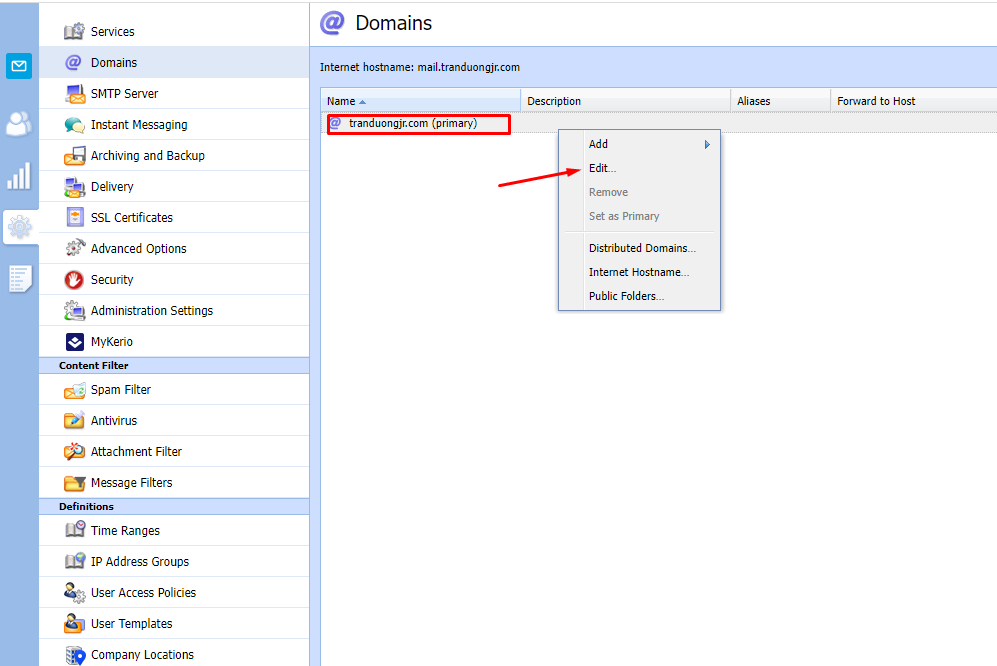 Services
Domains
SMTP Server
Instant Messaging
Archiving and Backup
Delivery
SSL Certificates
Advanced Options
Security
Administration Settings
MyKerio
Content Filter
Spam Filter
Antivirus
Attachment Filter
Message Filters
Definitions
Time Ranges
IP Address Groups
User Access Policies
User Templates
Company Locations
Domains
Internet hostname: mail.tranduongjr.com
Name Description Aliases Forward to Host
tranduongjr.com (primary)
Add
Edit...
Remove
Set as Primary
Distributed Domains...
Internet Hostname...
Public Folders...